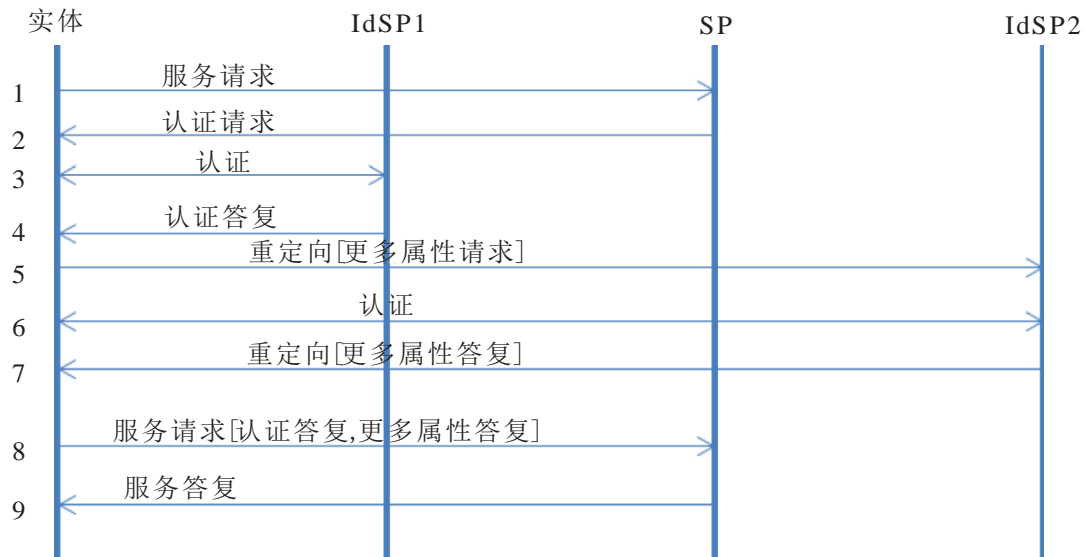 实体 IdSP1 SP IdSP2
1 服务请求
2 认证请求
3 认证
4 认证答复
5 重定向[更多属性请求]
6 认证
7 重定向[更多属性答复]
8 服务请求[认证答复,更多属性答复]
9 服务答复